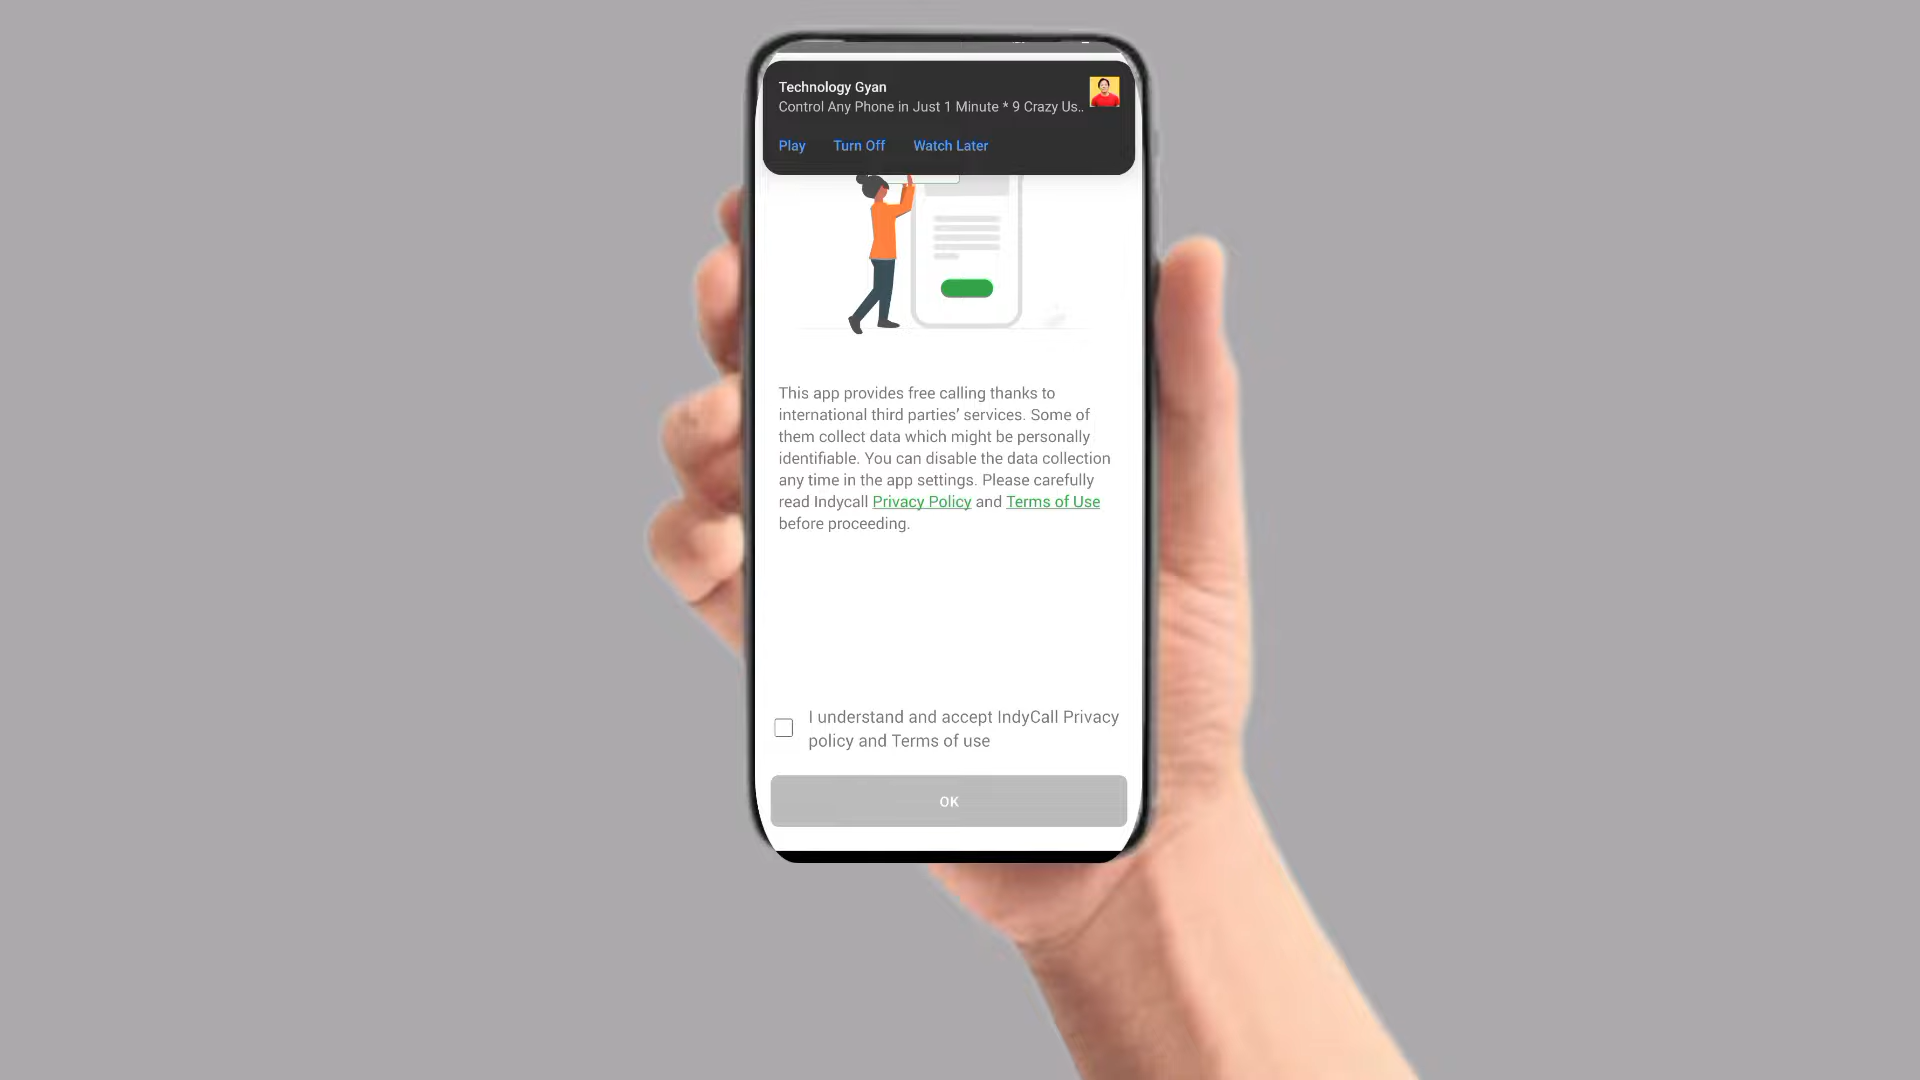 Technology Gyan
Control Any Phone in Just 1 Minute * 9 Crazy Us..
Play Turn Off Watch Later
This app provides free calling thanks to
international third parties’ services. Some of
them collect data which might be personally
identifiable. You can disable the data collection
any time in the app settings. Please carefully
read Indycall Privacy Policy and Terms of Use
before proceeding.
I understand and accept IndyCall Privacy
policy and Terms of use
OK